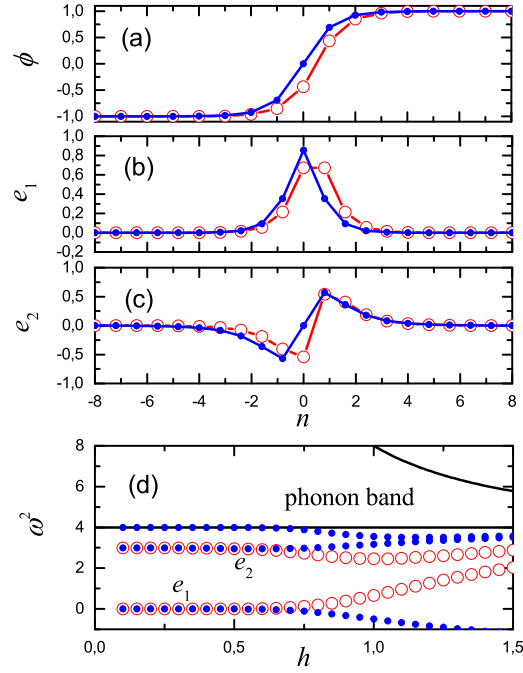 1,0
0,5
0,0
-0,5
-1,0
ϕ
(a)
1,0
0,8
0,6
0,4
0,2
0,0
-0,2
e₁
(b)
1,0
0,5
0,0
-0,5
-1,0
e₂
(c)
-8 -6 -4 -2 0 2 4 6 8
n
8
6
4
2
0
ω²
(d)
phonon band
e₂
e₁
0,0 0,5 1,0 1,5
h